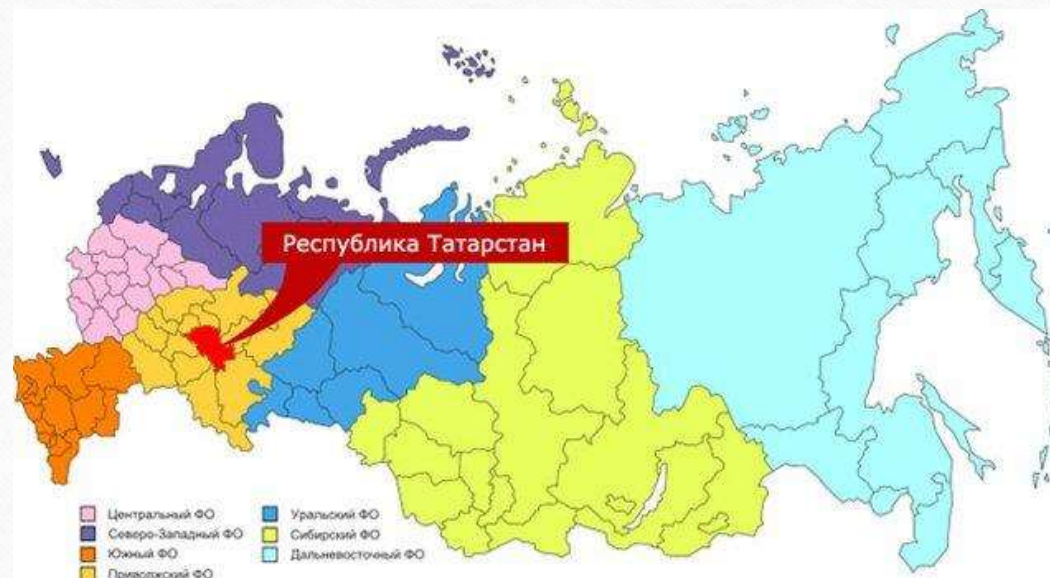 Республика Татарстан
Центральный ФО
Северо-Западный ФО
Южный ФО
Приволжский ФО
Уральский ФО
Сибирский ФО
Дальневосточный ФО